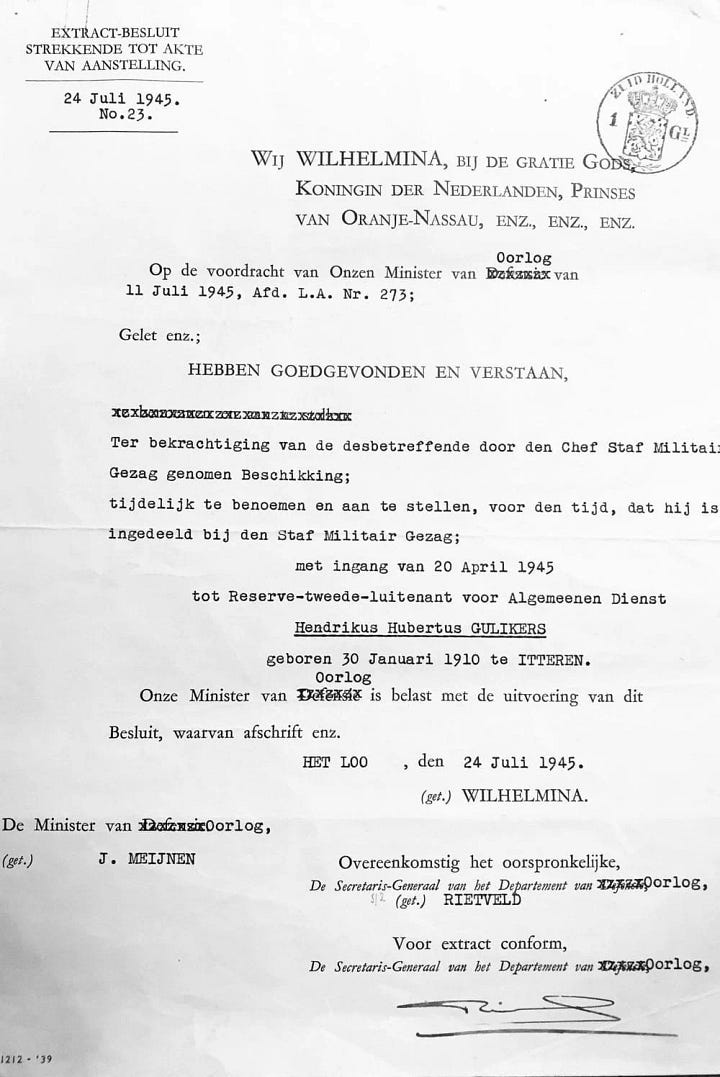 EXTRACT-BESLUIT
STREKKENDE TOT AKTE
VAN AANSTELLING.
24 Juli 1945.
No.23.
ZUID HOLLAND
1 GL
WIJ WILHELMINA, BIJ DE GRATIE GODS,
KONINGIN DER NEDERLANDEN, PRINSES
VAN ORANJE-NASSAU, ENZ., ENZ., ENZ.
Oorlog
Op de voordracht van Onzen Minister van van
11 Juli 1945, Afd. L.A. Nr. 273;
Gelet enz.;
HEBBEN GOEDGEVONDEN EN VERSTAAN,
Ter bekrachtiging van de desbetreffende door den Chef Staf Militai
Gezag genomen Beschikking;
tijdelijk te benoemen en aan te stellen, voor den tijd, dat hij is
ingedeeld bij den Staf Militair Gezag;
met ingang van 20 April 1945
tot Reserve-tweede-luitenant voor Algemeenen Dienst
Hendrikus Hubertus GULIKERS
geboren 30 Januari 1910 te ITTEREN.
Oorlog
Onze Minister van Defensie is belast met de uitvoering van dit
Besluit, waarvan afschrift enz.
HET LOO , den 24 Juli 1945.
(get.) WILHELMINA.
De Minister van Oorlog,
(get.) J. MEIJNEN
Overeenkomstig het oorspronkelijke,
De Secretaris-Generaal van het Departement van Oorlog,
(get.) RIETVELD
Voor extract conform,
De Secretaris-Generaal van het Departement van Oorlog,
1212 - '39